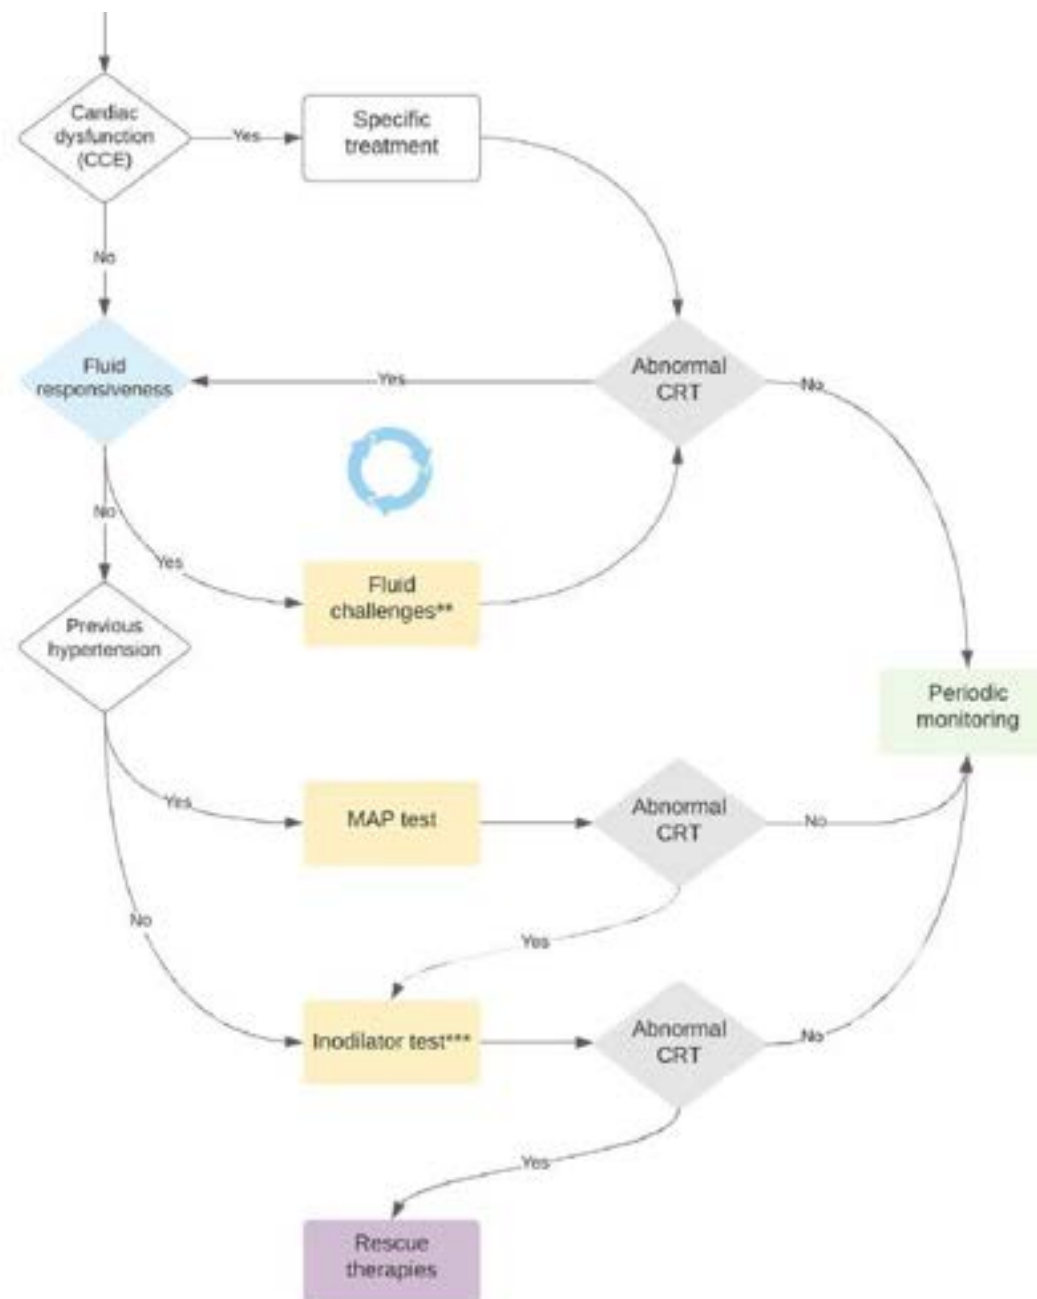 Cardiac
dysfunction
(CCE)
Yes
Specific
treatment
No
Fluid
responsiveness
Yes
Abnormal
CRT
No
No
Yes
Fluid
challenges**
Previous
hypertension
Periodic
monitoring
Yes
MAP test
Abnormal
CRT
No
No
Yes
Inodilator test***
Abnormal
CRT
No
Yes
Rescue
therapies